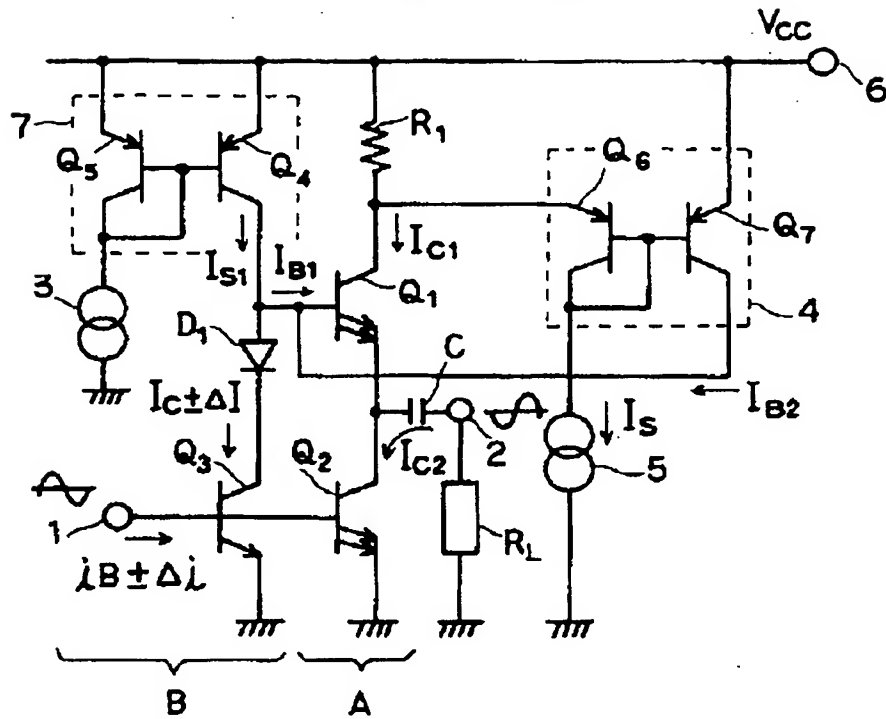 VCC
6
7
R1
Q5
Q4
Q6
Q7
IS1
IB1
IC1
Q1
3
4
D1
C
IC ± ΔI
IB2
Q3
Q2
IC2
2
IS
5
1
iB ± Δi
RL
B
A